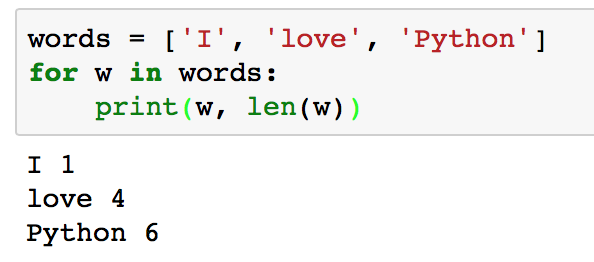 words = ['I', 'love', 'Python']
for w in words:
    print(w, len(w))
I 1
love 4
Python 6